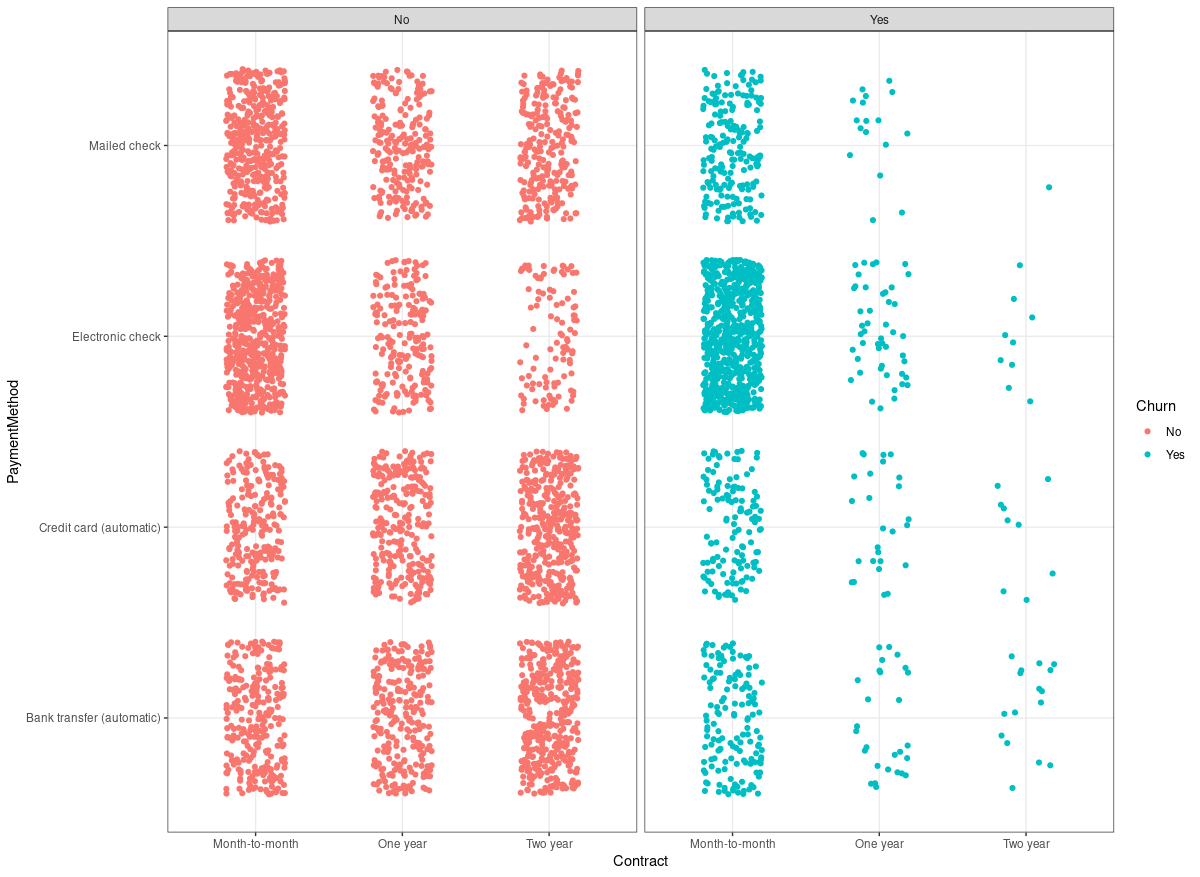 No
Yes
PaymentMethod
Mailed check
Electronic check
Credit card (automatic)
Bank transfer (automatic)
Month-to-month
One year
Two year
Month-to-month
One year
Two year
Contract
Churn
No
Yes